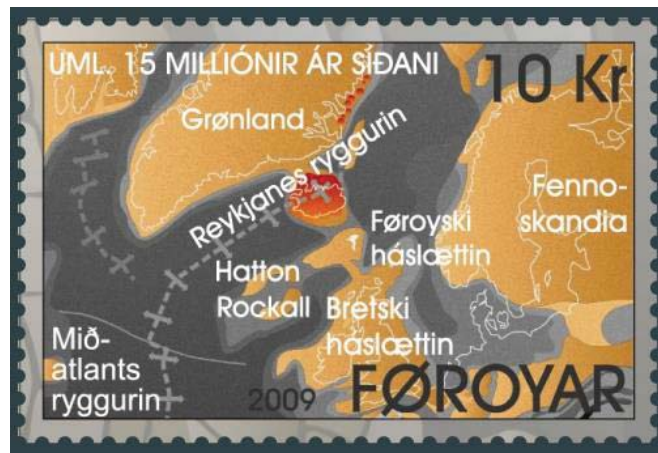 UML. 15 MILLIÓNIR ÁR SÍÐANI
10 Kr
Grønland
Reykjanes ryggurin
Fenno-
skandia
Føroyski
háslættin
Hatton
Rockall
Bretski
háslættin
Mið-
atlants
ryggurin
2009
FØROYAR